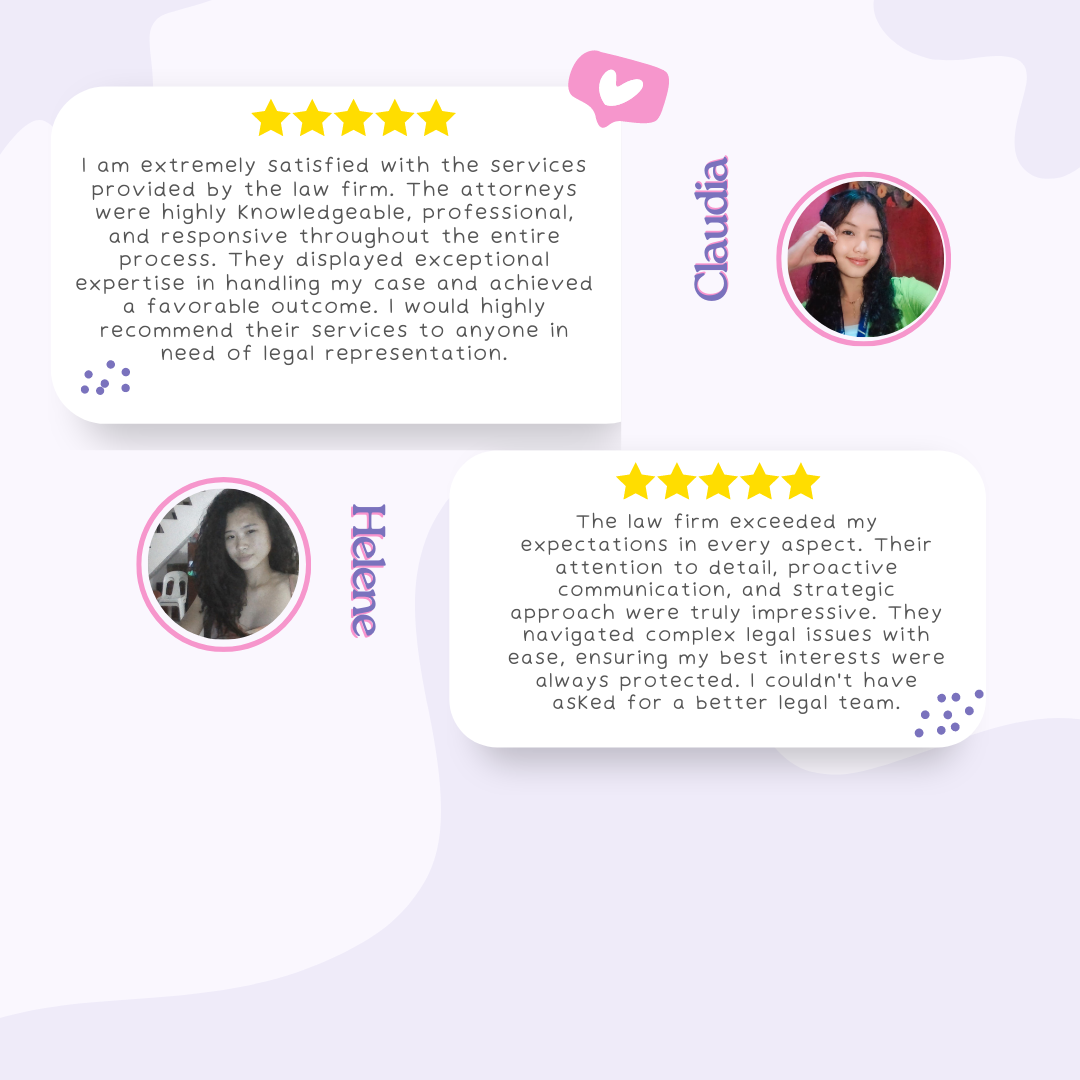 I am extremely satisfied with the services
provided by the law firm. The attorneys
were highly Knowledgeable, professional,
and responsive throughout the entire
process. They displayed exceptional
expertise in handling my case and achieved
a favorable outcome. I would highly
recommend their services to anyone in
need of legal representation.
Claudia
Helene
The law firm exceeded my
expectations in every aspect. Their
attention to detail, proactive
communication, and strategic
approach were truly impressive. They
navigated complex legal issues with
ease, ensuring my best interests were
always protected. I couldn't have
asKed for a better legal team.